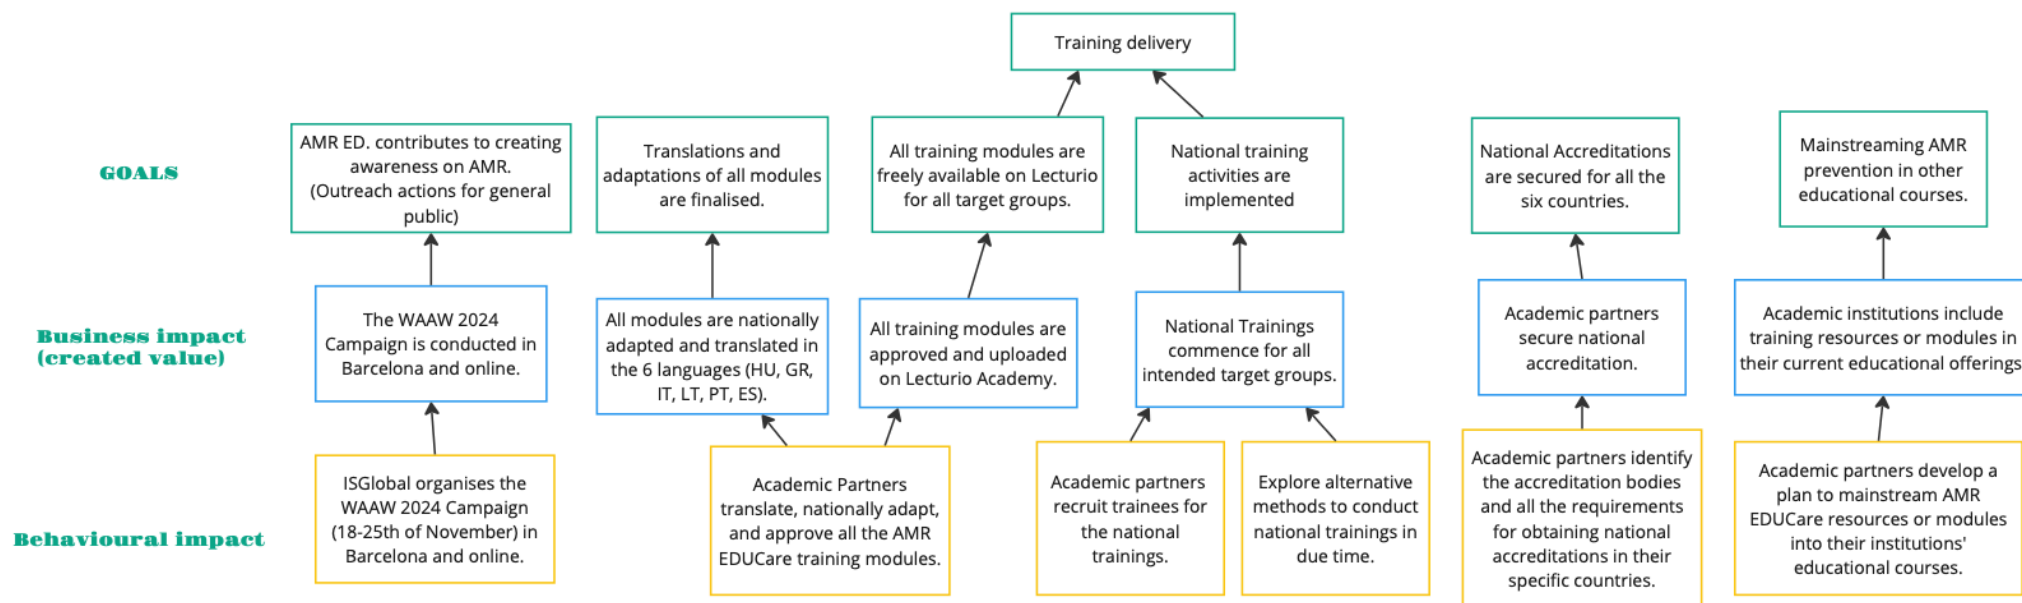 Training delivery
GOALS
AMR ED. contributes to creating
awareness on AMR.
(Outreach actions for general
public)
Translations and
adaptations of all modules
are finalised.
All training modules are
freely available on Lecturio
for all target groups.
National training
activities are
implemented
National Accreditations
are secured for all the
six countries.
Mainstreaming AMR
prevention in other
educational courses.
Business impact
(created value)
The WAAW 2024
Campaign is conducted in
Barcelona and online.
All modules are nationally
adapted and translated in
the 6 languages (HU, GR,
IT, LT, PT, ES).
All training modules are
approved and uploaded
on Lecturio Academy.
National Trainings
commence for all
intended target groups.
Academic partners
secure national
accreditation.
Academic institutions include
training resources or modules in
their current educational offerings
Behavioural impact
ISGlobal organises the
WAAW 2024 Campaign
(18-25th of November) in
Barcelona and online.
Academic Partners
translate, nationally adapt,
and approve all the AMR
EDUCare training modules.
Academic partners
recruit trainees for
the national
trainings.
Explore alternative
methods to conduct
national trainings in
due time.
Academic partners identify
the accreditation bodies
and all the requirements
for obtaining national
accreditations in their
specific countries.
Academic partners develop a
plan to mainstream AMR
EDUCare resources or modules
into their institutions'
educational courses.